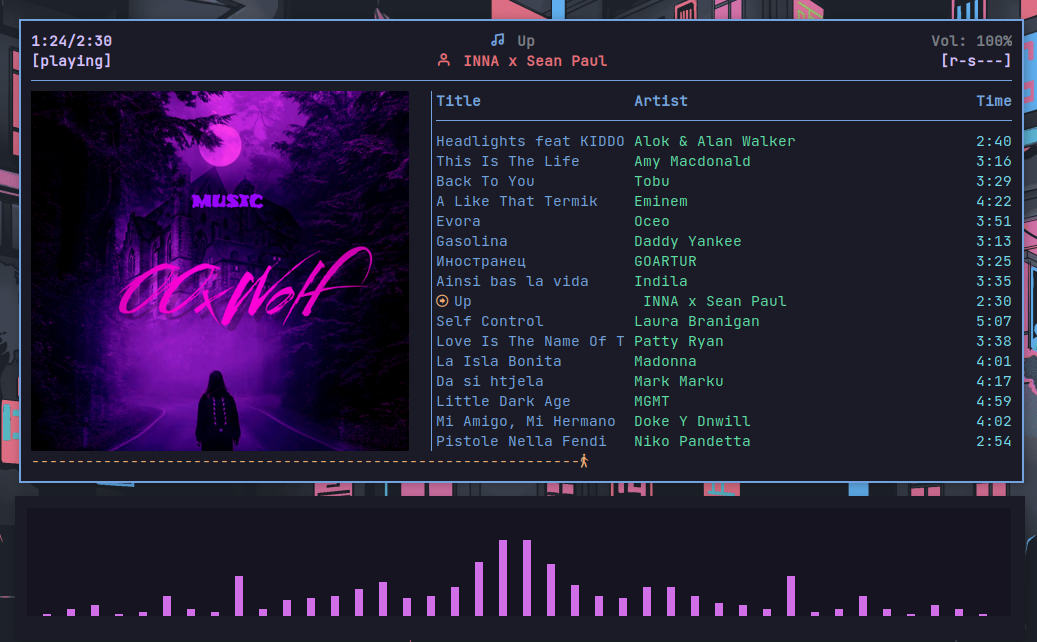 1:24/2:30 Up Vol: 100%
[playing] INNA x Sean Paul [r-s---]
Title Artist Time
Headlights feat KIDDO Alok & Alan Walker 2:40
This Is The Life Amy Macdonald 3:16
Back To You Tobu 3:29
A Like That Termik Eminem 4:22
Evora Oceo 3:51
Gasolina Daddy Yankee 3:13
Иностранец GOARTUR 3:25
Ainsi bas la vida Indila 3:35
Up INNA x Sean Paul 2:30
Self Control Laura Branigan 5:07
Love Is The Name Of T Patty Ryan 3:38
La Isla Bonita Madonna 4:01
Da si htjela Mark Marku 4:17
Little Dark Age MGMT 4:59
Mi Amigo, Mi Hermano Doke Y Dnwill 4:02
Pistole Nella Fendi Niko Pandetta 2:54
MUSIC